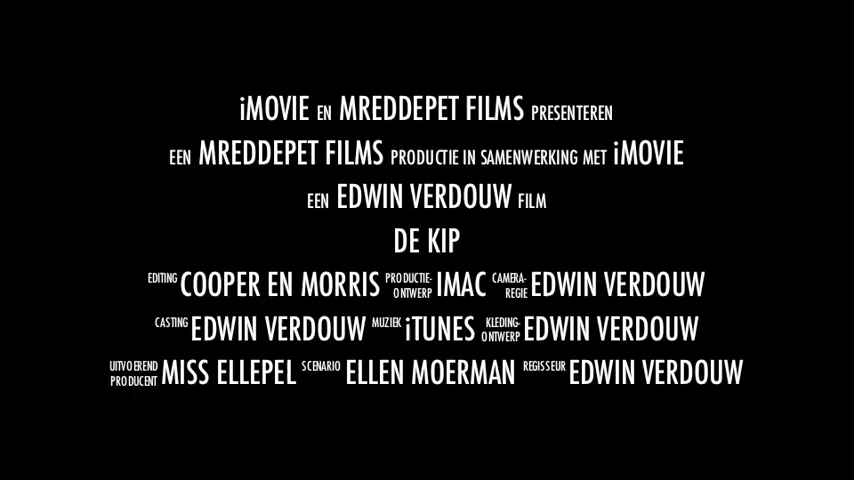 iMOVIE EN MREDDEPET FILMS PRESENTEREN
EEN MREDDEPET FILMS PRODUCTIE IN SAMENWERKING MET iMOVIE
EEN EDWIN VERDOUW FILM
DE KIP
EDITING COOPER EN MORRIS PRODUCTIE-ONTWERP IMAC CAMERA-REGIE EDWIN VERDOUW
CASTING EDWIN VERDOUW MUZIEK iTUNES KLEDING-ONTWERP EDWIN VERDOUW
UITVOEREND PRODUCENT MISS ELLEPEL SCENARIO ELLEN MOERMAN REGISSEUR EDWIN VERDOUW